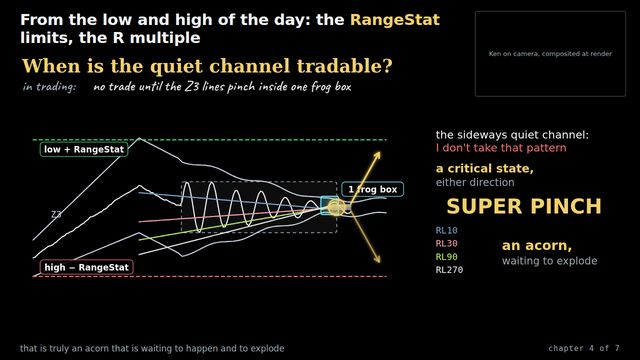 From the low and high of the day: the RangeStat
limits, the R multiple
When is the quiet channel tradable?
in trading: no trade until the Z3 lines pinch inside one frog box
Ken on camera, composited at render
low + RangeStat
Z3
high − RangeStat
1 frog box
the sideways quiet channel:
I don't take that pattern
a critical state,
either direction
SUPER PINCH
RL10
RL30
RL90
RL270
an acorn,
waiting to explode
that is truly an acorn that is waiting to happen and to explode
chapter 4 of 7